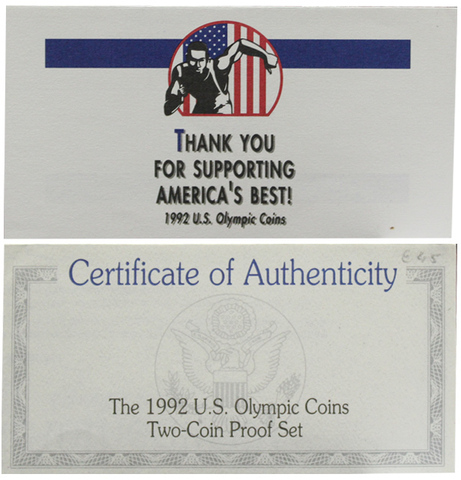 THANK YOU
FOR SUPPORTING
AMERICA'S BEST!
1992 U.S. Olympic Coins
Certificate of Authenticity
The 1992 U.S. Olympic Coins
Two-Coin Proof Set